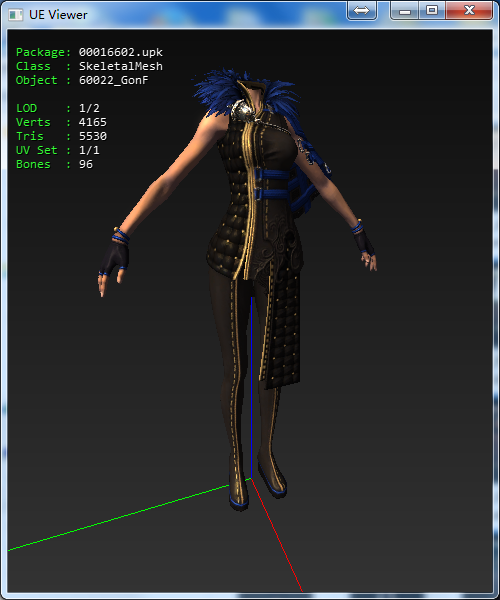 UE Viewer
Package: 00016602.upk
Class : SkeletalMesh
Object : 60022_GonF
LOD : 1/2
Verts : 4165
Tris : 5530
UV Set : 1/1
Bones : 96